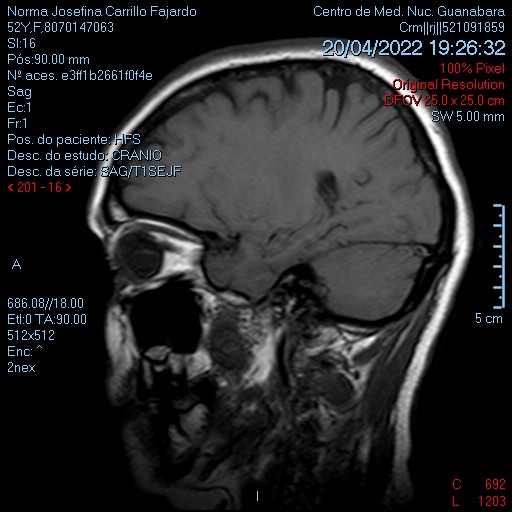 Norma Josefina Carrillo Fajardo
52Y,F,8070147063
Sl:16
Pós:90.00 mm
Nº aces. e3ff1b2661f0f4e
Sag
Ec:1
Fr:1
Pos. do paciente: HFS
Desc. do estudo: CRANIO
Desc. da série: SAG/T1SEJF
< 201 - 16 >
Centro de Med. Nuc. Guanabara
Crm||rj||521091859
20/04/2022 19:26:32
100% Pixel
Original Resolution
DFOV 25.0 x 25.0 cm
SW 5.00 mm
A
686.08//18.00
Etl:0 TA:90.00
512x512
Enc: ^
2nex
5 cm
I
C 692
L 1203